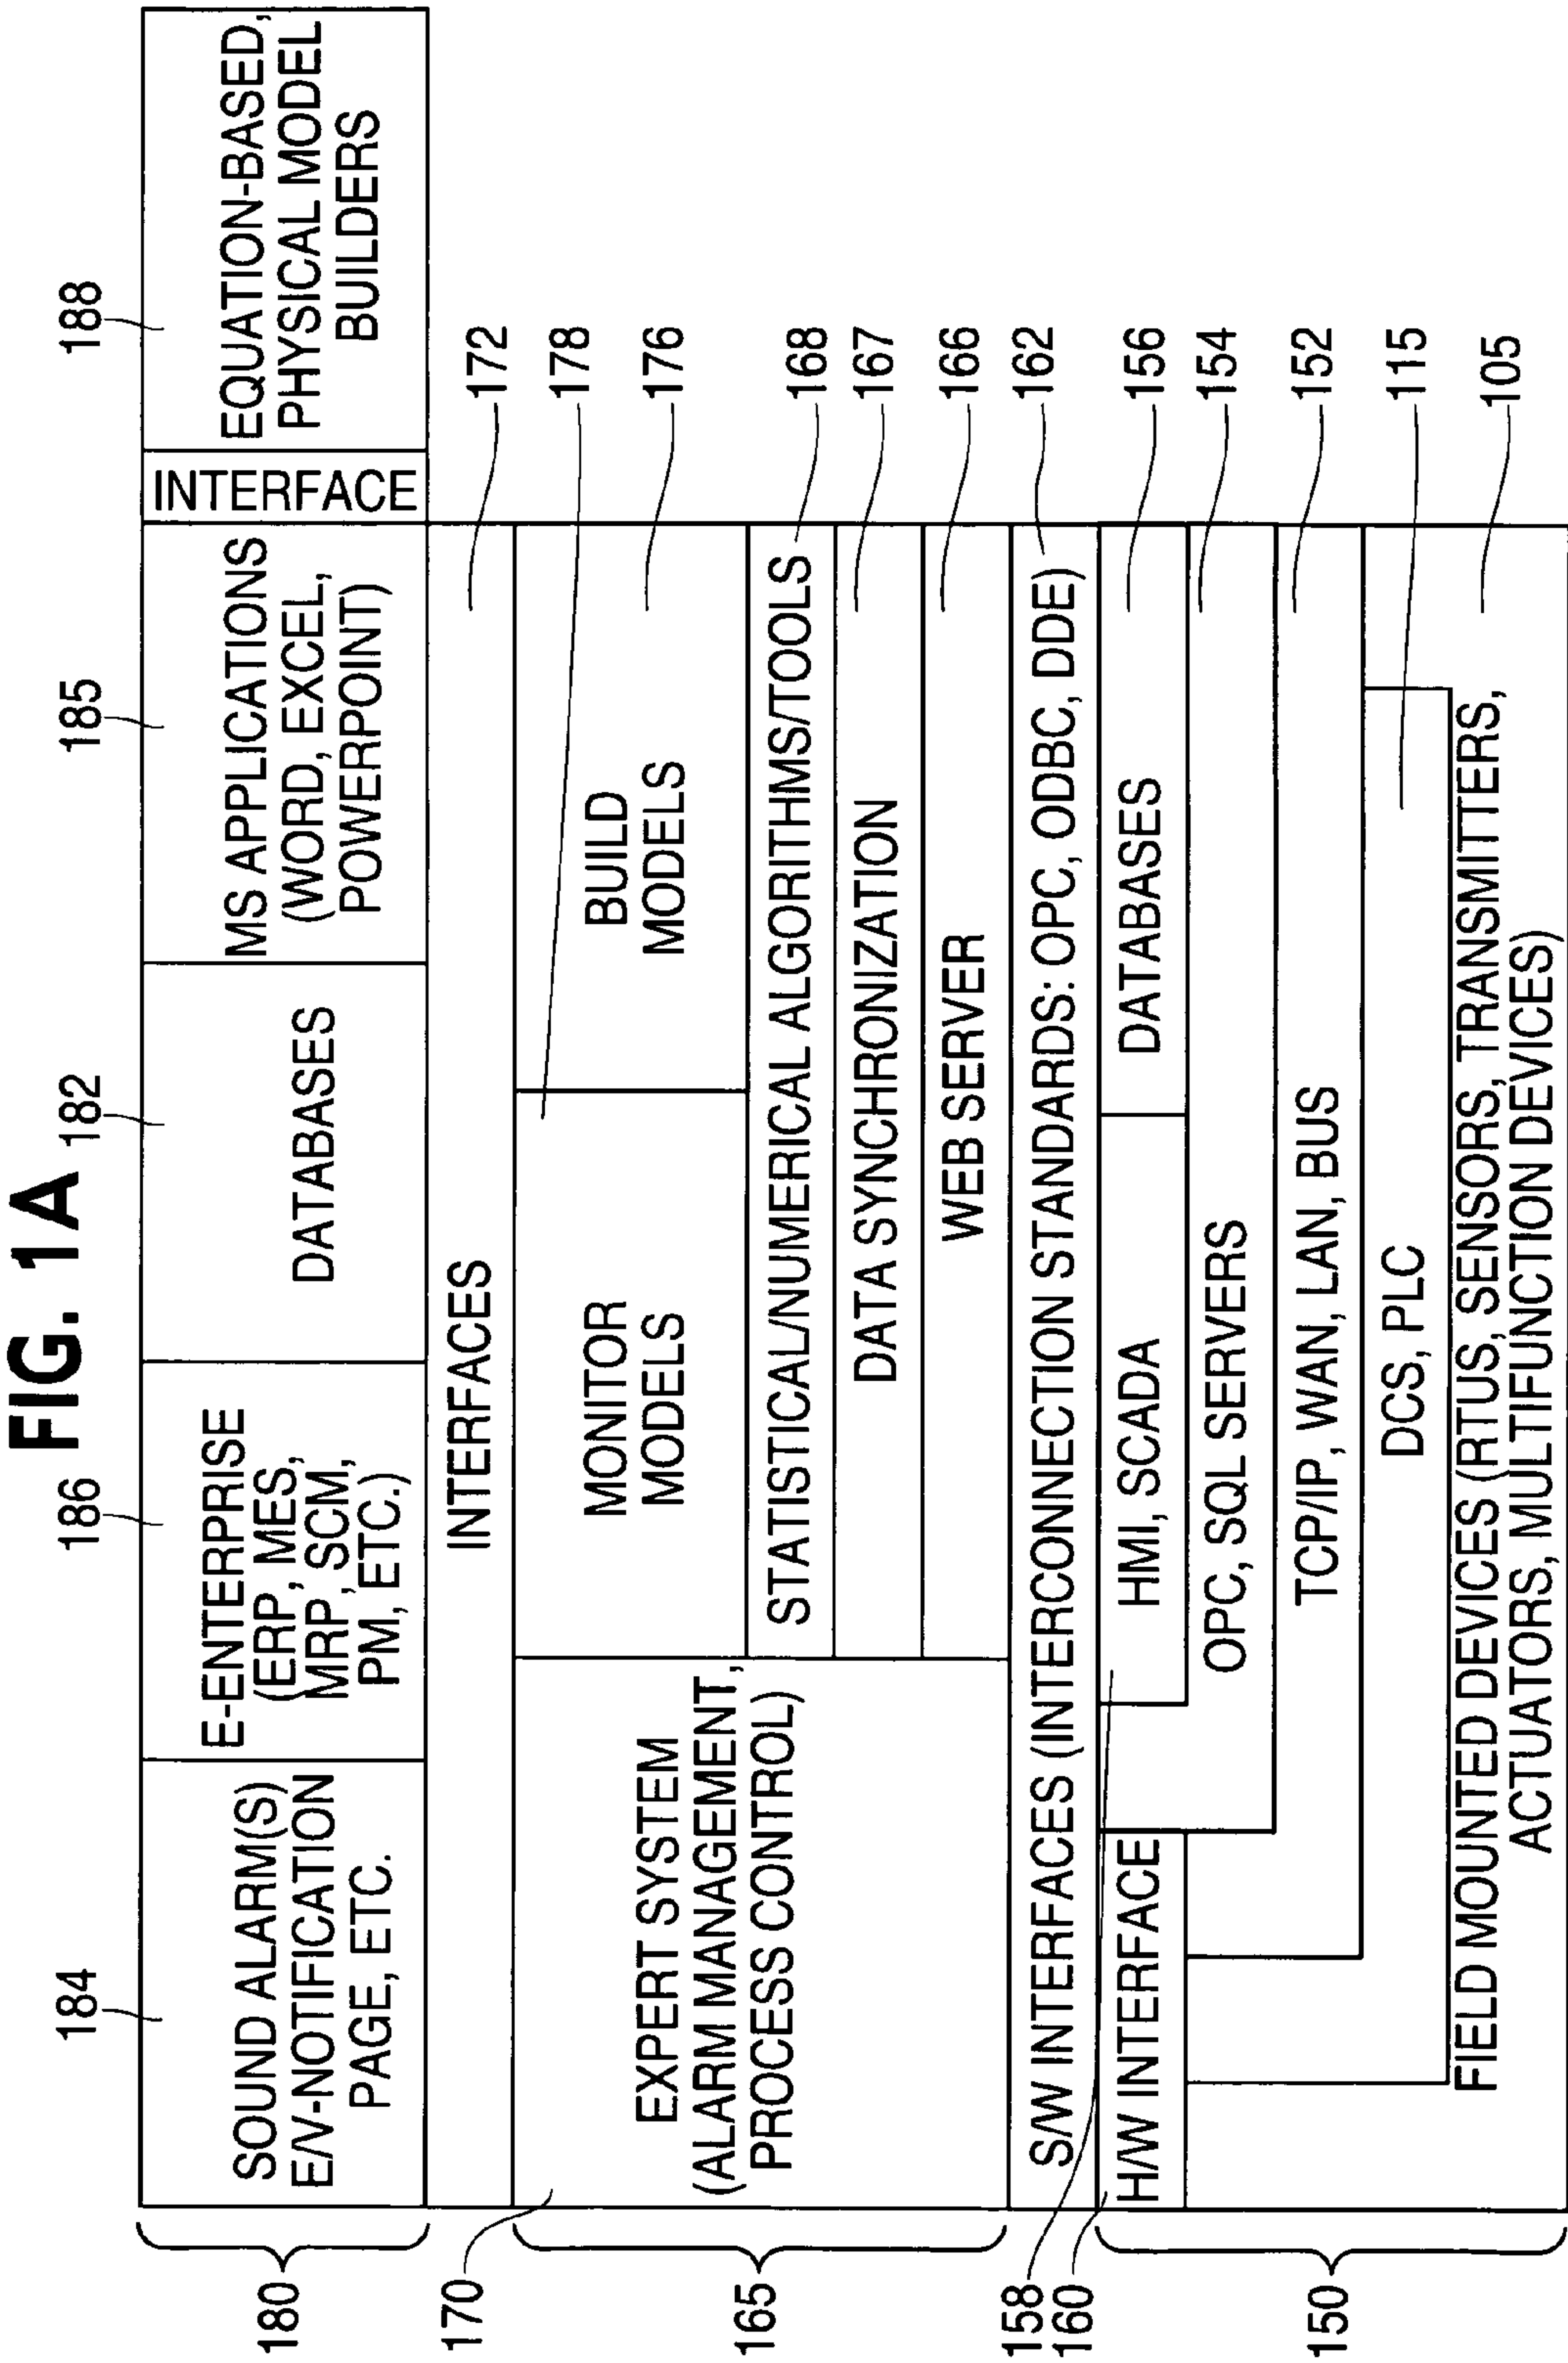 FIG. 1A
184
186
182
185
188
SOUND ALARM(S)
E/V-NOTIFICATION
PAGE, ETC.
E-ENTERPRISE
(ERP, MES,
MRP, SCM,
PM, ETC.)
DATABASES
MS APPLICATIONS
(WORD, EXCEL,
POWERPOINT)
INTERFACE
EQUATION-BASED,
PHYSICAL MODEL
BUILDERS
180
INTERFACES
172
170
178
EXPERT SYSTEM
(ALARM MANAGEMENT,
PROCESS CONTROL)
MONITOR
MODELS
BUILD
MODELS
176
165
STATISTICAL/NUMERICAL ALGORITHMS/TOOLS
168
DATA SYNCHRONIZATION
167
WEB SERVER
166
S/W INTERFACES (INTERCONNECTION STANDARDS: OPC, ODBC, DDE)
162
158
160
H/W INTERFACE
HMI, SCADA
DATABASES
156
OPC, SQL SERVERS
154
TCP/IP, WAN, LAN, BUS
152
150
DCS, PLC
115
FIELD MOUNTED DEVICES (RTUS, SENSORS, TRANSMITTERS,
ACTUATORS, MULTIFUNCTION DEVICES)
105